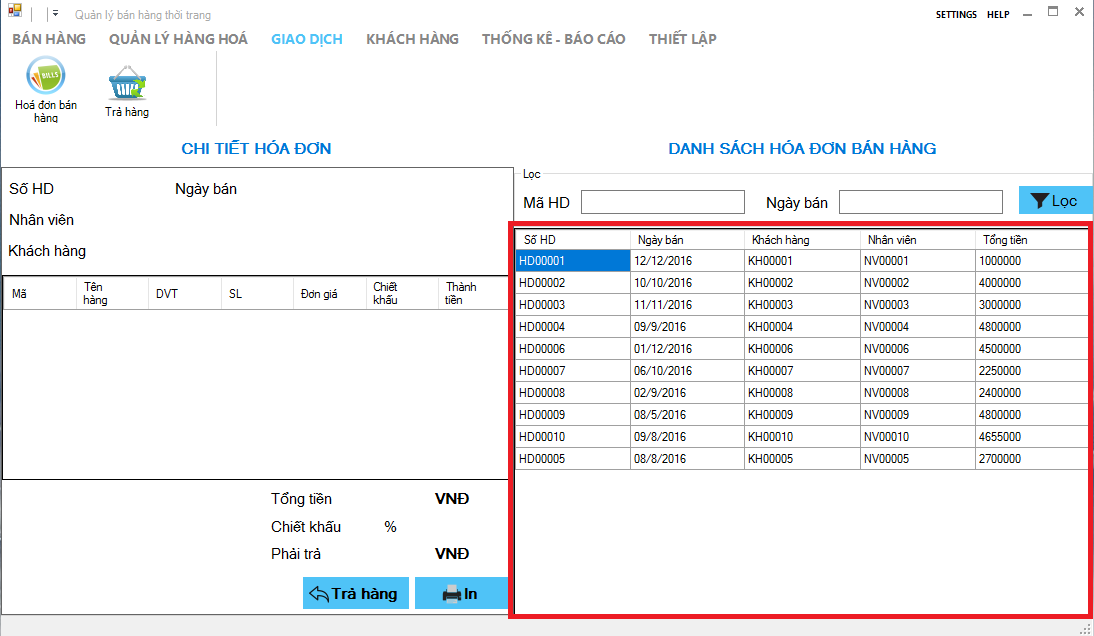 Quản lý bán hàng thời trang
SETTINGS HELP
BÁN HÀNG QUẢN LÝ HÀNG HOÁ GIAO DỊCH KHÁCH HÀNG THỐNG KÊ - BÁO CÁO THIẾT LẬP
BILLS
Hoá đơn bán
hàng
Trả hàng
CHI TIẾT HÓA ĐƠN
Số HD Ngày bán
Nhân viên
Khách hàng
Mã Tên hàng DVT SL Đơn giá Chiết khấu Thành tiền
Tổng tiền VNĐ
Chiết khấu %
Phải trả VNĐ
Trả hàng In
DANH SÁCH HÓA ĐƠN BÁN HÀNG
Lọc
Mã HD Ngày bán Lọc
Số HD Ngày bán Khách hàng Nhân viên Tổng tiền
HD00001 12/12/2016 KH00001 NV00001 1000000
HD00002 10/10/2016 KH00002 NV00002 4000000
HD00003 11/11/2016 KH00003 NV00003 3000000
HD00004 09/9/2016 KH00004 NV00004 4800000
HD00006 01/12/2016 KH00006 NV00006 4500000
HD00007 06/10/2016 KH00007 NV00007 2250000
HD00008 02/9/2016 KH00008 NV00008 2400000
HD00009 08/5/2016 KH00009 NV00009 4800000
HD00010 09/8/2016 KH00010 NV00010 4655000
HD00005 08/8/2016 KH00005 NV00005 2700000